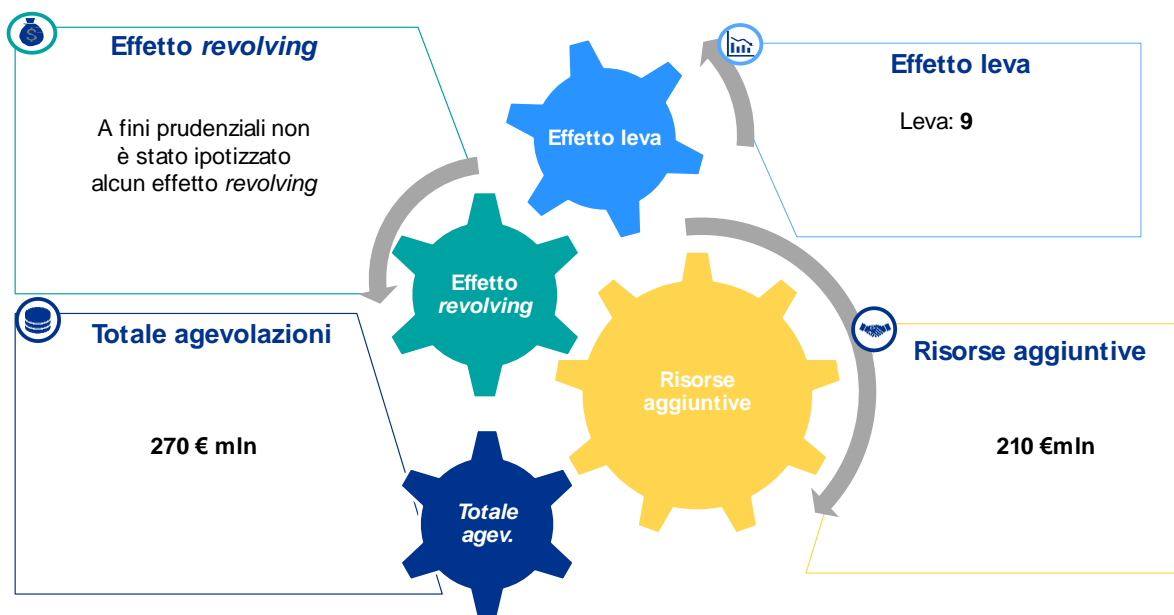 Effetto revolving
A fini prudenziali non
è stato ipotizzato
alcun effetto revolving
Effetto leva
Effetto leva
Leva: 9
Effetto
revolving
Totale agevolazioni
270 € mln
Risorse
aggiuntive
Risorse aggiuntive
210 €mln
Totale
agev.